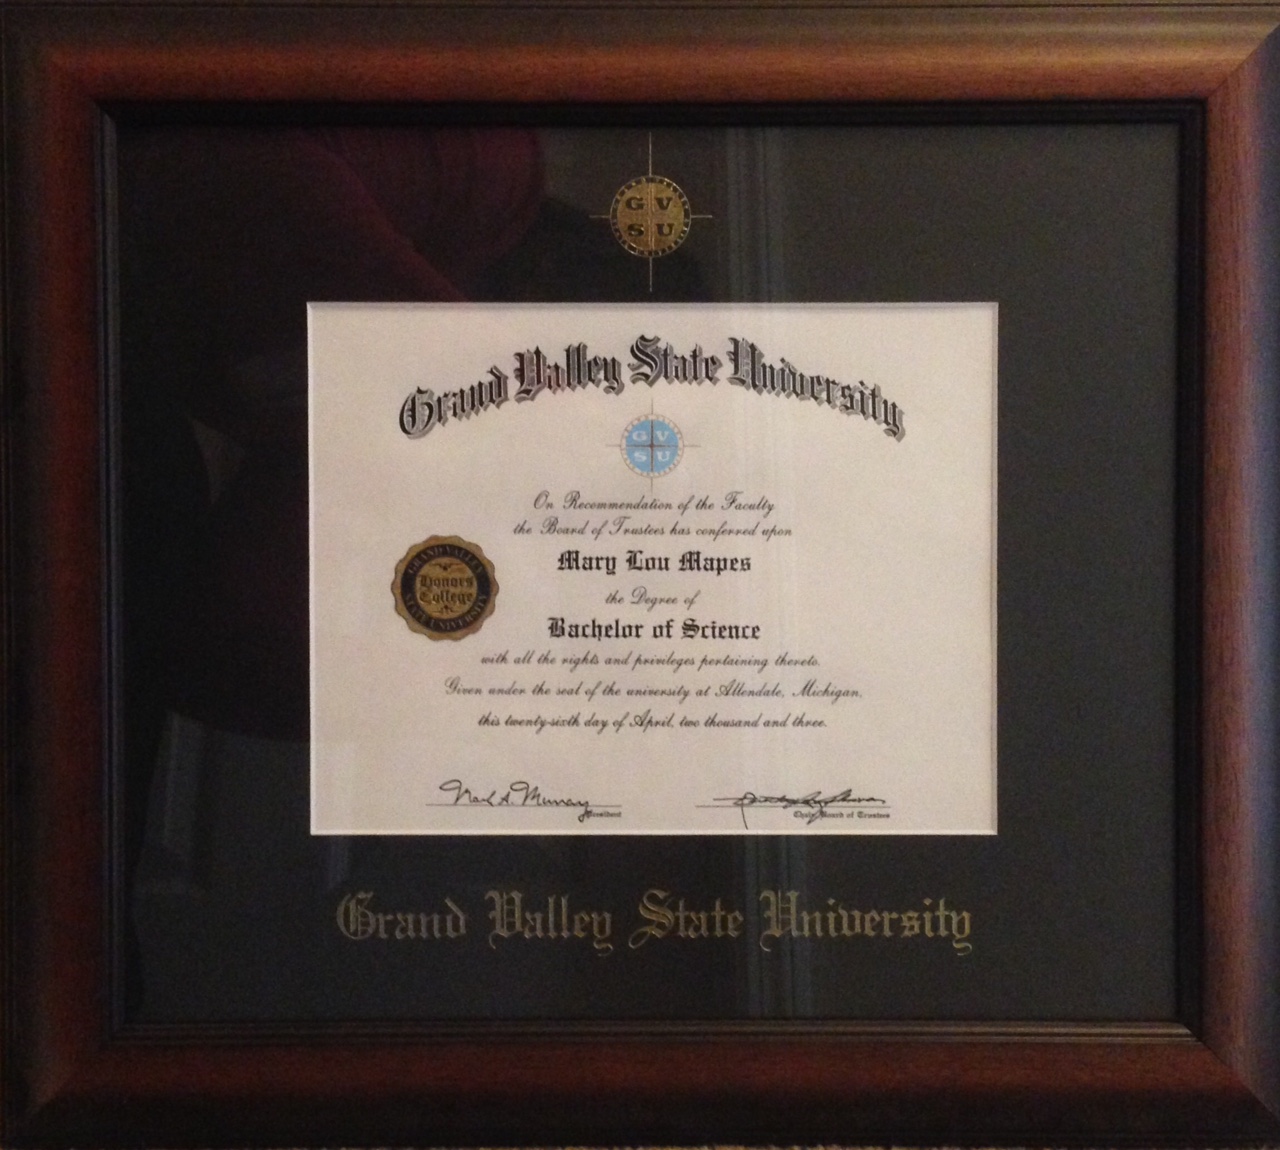 G V
S U
Grand Valley State University
G V
S U
On Recommendation of the Faculty
the Board of Trustees has conferred upon
Mary Lou Mapes
the Degree of
Bachelor of Science
with all the rights and privileges pertaining thereto.
Given under the seal of the university at Allendale, Michigan,
this twenty-sixth day of April, two thousand and three.
GRAND VALLEY
Honors
College
STATE UNIVERSITY
Mark A. Murray
President
Chair, Board of Trustees
Grand Valley State University